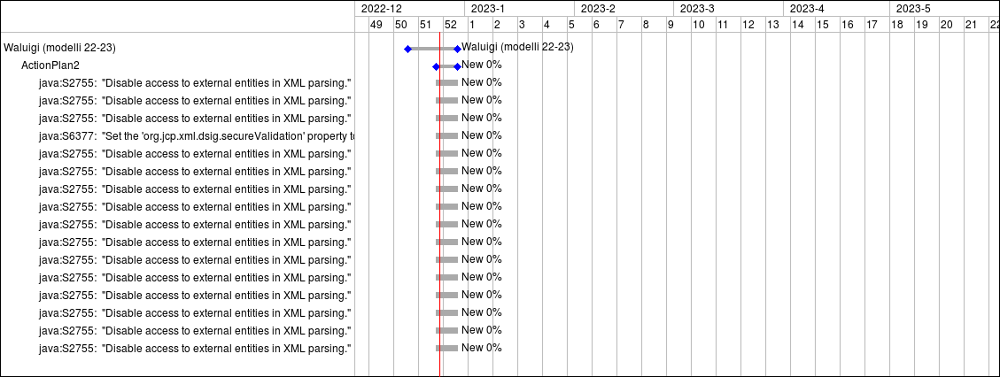 2022-12 2023-1 2023-2 2023-3 2023-4 2023-5
49 50 51 52 1 2 3 4 5 6 7 8 9 10 11 12 13 14 15 16 17 18 19 20 21 22
Waluigi (modelli 22-23) Waluigi (modelli 22-23)
ActionPlan2 New 0%
java:S2755: "Disable access to external entities in XML parsing." New 0%
java:S2755: "Disable access to external entities in XML parsing." New 0%
java:S2755: "Disable access to external entities in XML parsing." New 0%
java:S6377: "Set the 'org.jcp.xml.dsig.secureValidation' property to New 0%
java:S2755: "Disable access to external entities in XML parsing." New 0%
java:S2755: "Disable access to external entities in XML parsing." New 0%
java:S2755: "Disable access to external entities in XML parsing." New 0%
java:S2755: "Disable access to external entities in XML parsing." New 0%
java:S2755: "Disable access to external entities in XML parsing." New 0%
java:S2755: "Disable access to external entities in XML parsing." New 0%
java:S2755: "Disable access to external entities in XML parsing." New 0%
java:S2755: "Disable access to external entities in XML parsing." New 0%
java:S2755: "Disable access to external entities in XML parsing." New 0%
java:S2755: "Disable access to external entities in XML parsing." New 0%
java:S2755: "Disable access to external entities in XML parsing." New 0%
java:S2755: "Disable access to external entities in XML parsing." New 0%